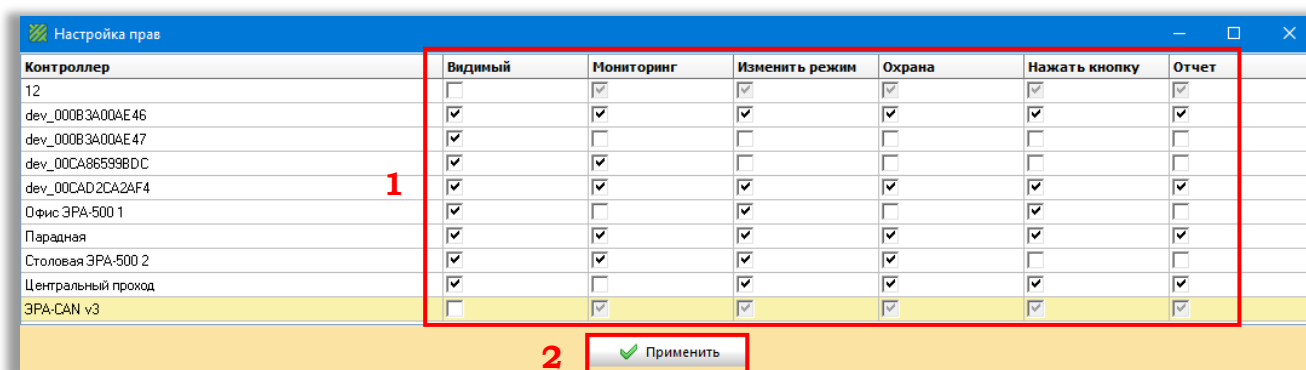 Настройка прав
Контроллер Видимый Мониторинг Изменить режим Охрана Нажать кнопку Отчет
12
dev_000B3A00AE46
dev_000B3A00AE47
dev_00CA86599BDC
1
dev_00CAD2CA2AF4
Офис ЭРА-500 1
Парадная
Столовая ЭРА-500 2
Центральный проход
ЭРА-CAN v3
2 Применить